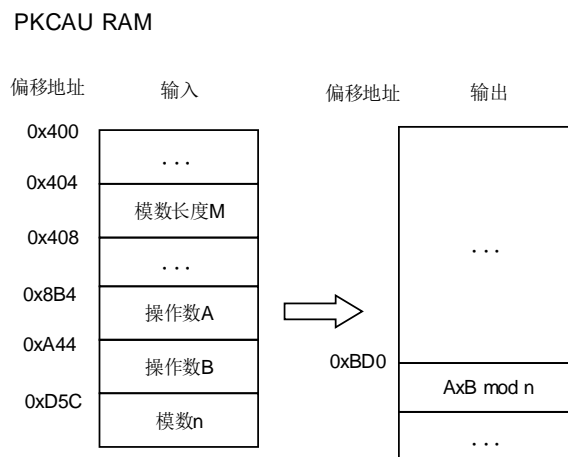 PKCAU RAM
偏移地址 输入 偏移地址 输出
0x400
...
0x404
模数长度M
0x408
...
...
0x8B4
操作数A
0xA44
操作数B
0xBD0
AxB mod n
0xD5C
模数n
...